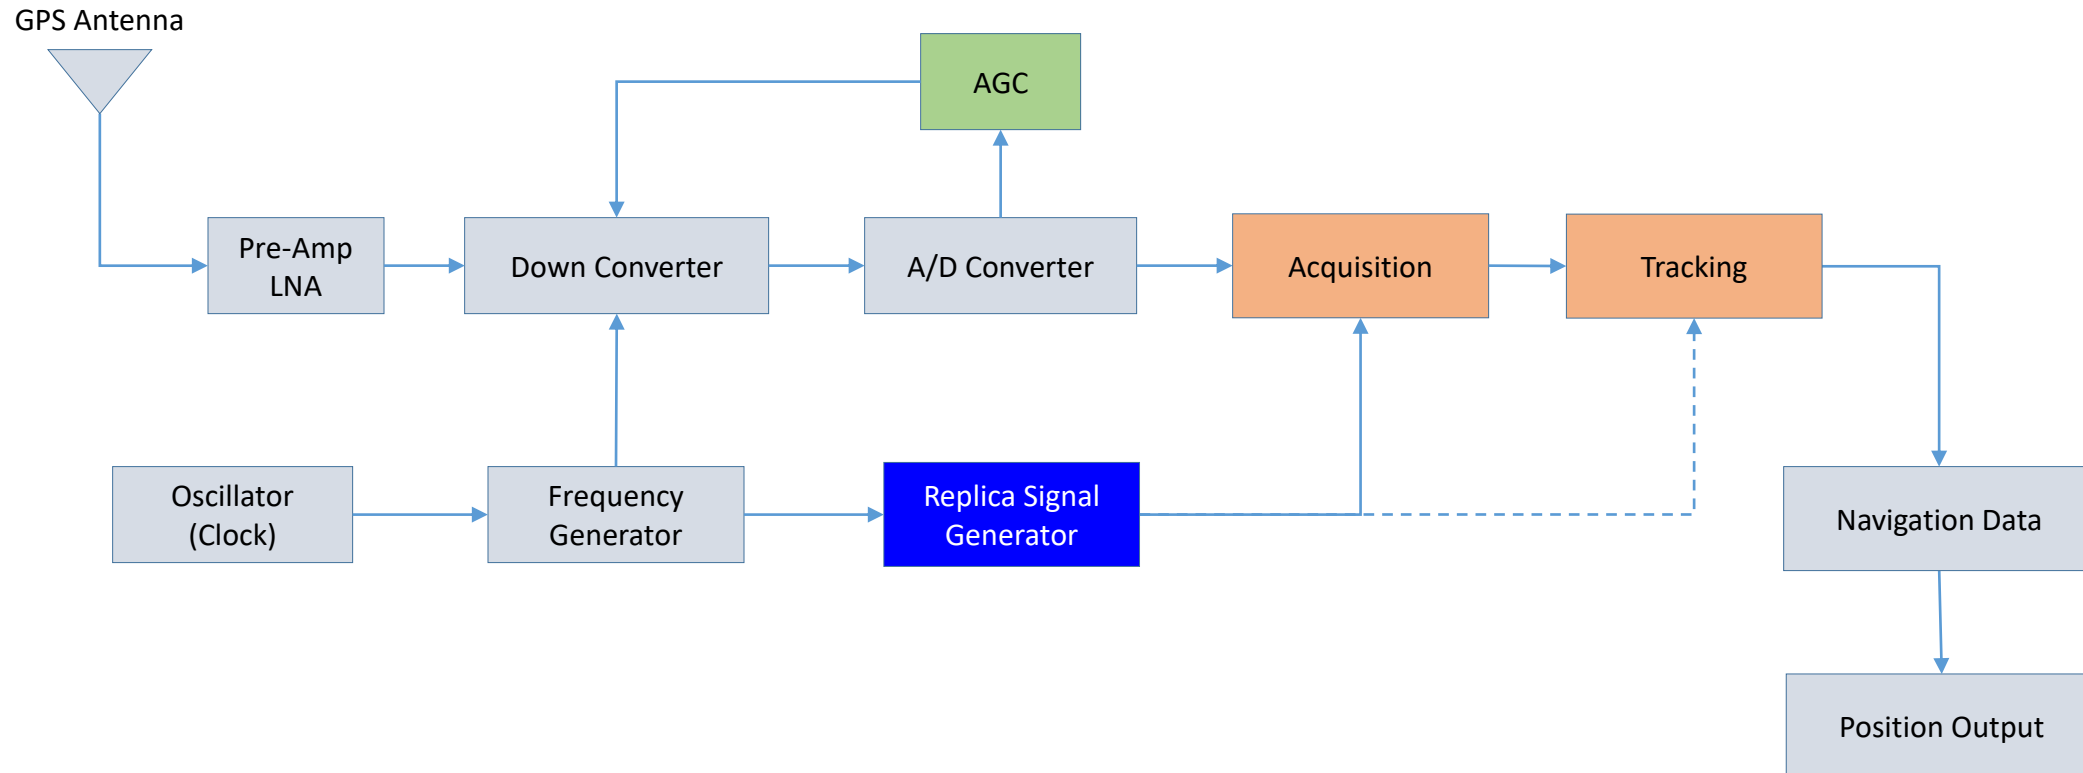 GPS Antenna
AGC
Pre-Amp
LNA
Down Converter
A/D Converter
Acquisition
Tracking
Oscillator
(Clock)
Frequency
Generator
Replica Signal
Generator
Navigation Data
Position Output